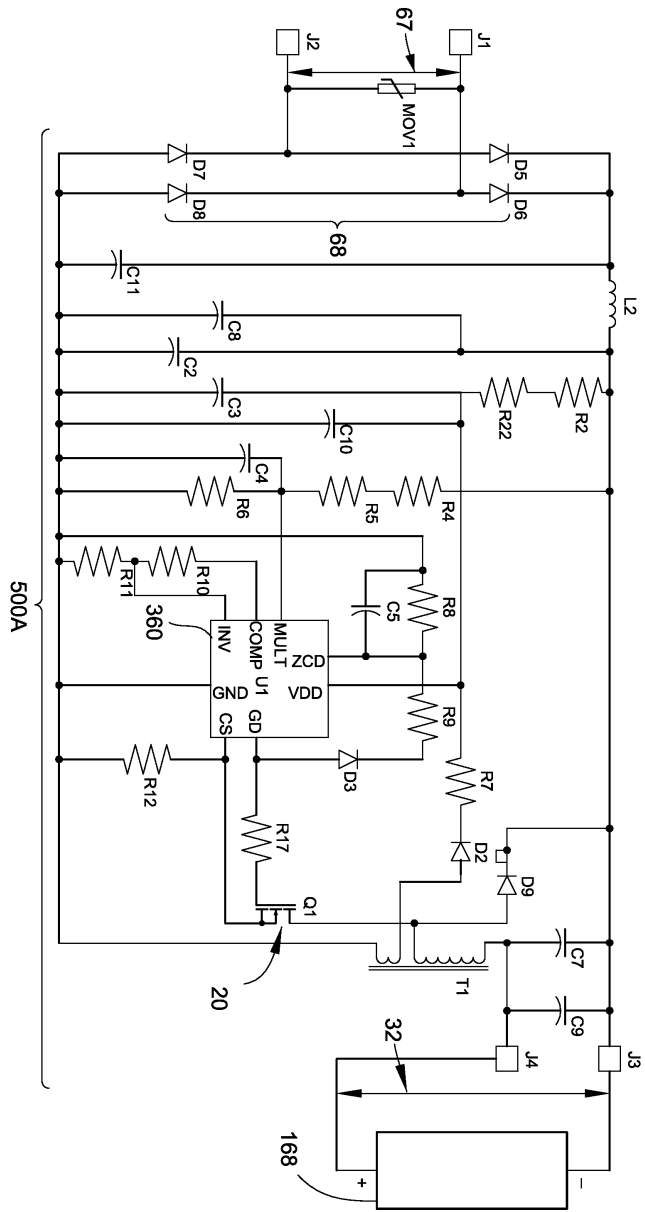 67
J2
J1
MOV1
D7
D5
D8
D6
68
C11
L2
C8
C2
C3
R22
R2
C10
C4
R6
R5
R4
500A
R11
R10
360
C5
R8
INV
COMP
MULT
ZCD
U1
GND
VDD
CS
GD
R9
R12
D3
R7
R17
D2
D9
Q1
20
T1
C7
C9
32
J4
J3
168
+
−